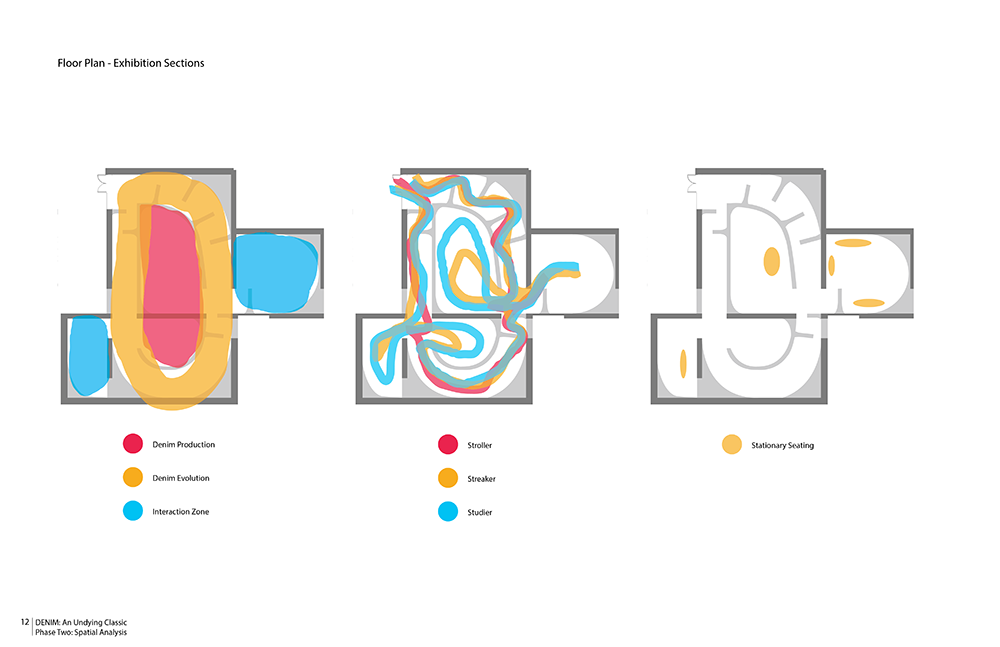 Floor Plan - Exhibition Sections
Denim Production
Denim Evolution
Interaction Zone
Stroller
Streaker
Studier
Stationary Seating
12
DENIM: An Undying Classic
Phase Two: Spatial Analysis